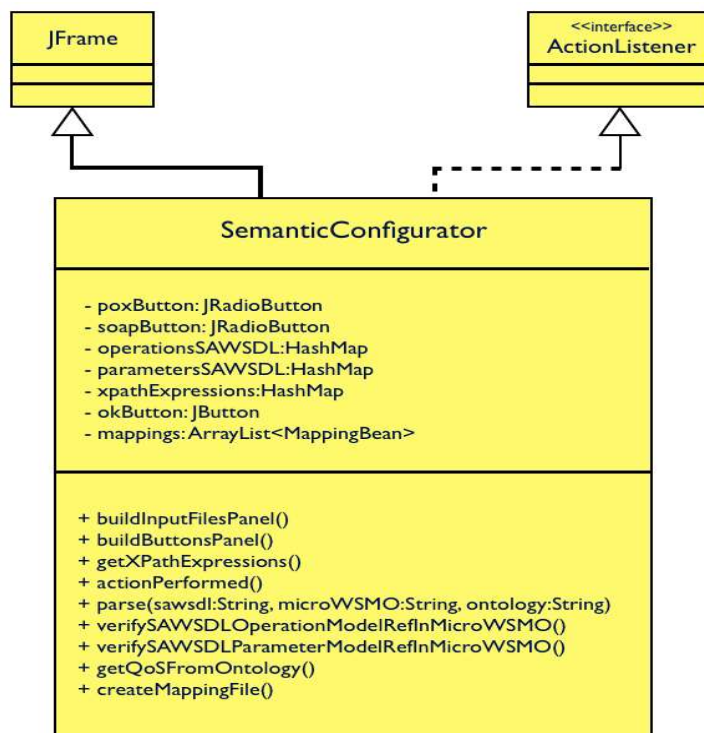 JFrame
<<interface>>
ActionListener
SemanticConfigurator
- poxButton: JRadioButton
- soapButton: JRadioButton
- operationsSAWSDL:HashMap
- parametersSAWSDL:HashMap
- xpathExpressions:HashMap
- okButton: JButton
- mappings: ArrayList<MappingBean>
+ buildInputFilesPanel()
+ buildButtonsPanel()
+ getXPathExpressions()
+ actionPerformed()
+ parse(sawsdl:String, microWSMO:String, ontology:String)
+ verifySAWSDLOperationModelRefInMicroWSMO()
+ verifySAWSDLParameterModelRefInMicroWSMO()
+ getQoSFromOntology()
+ createMappingFile()